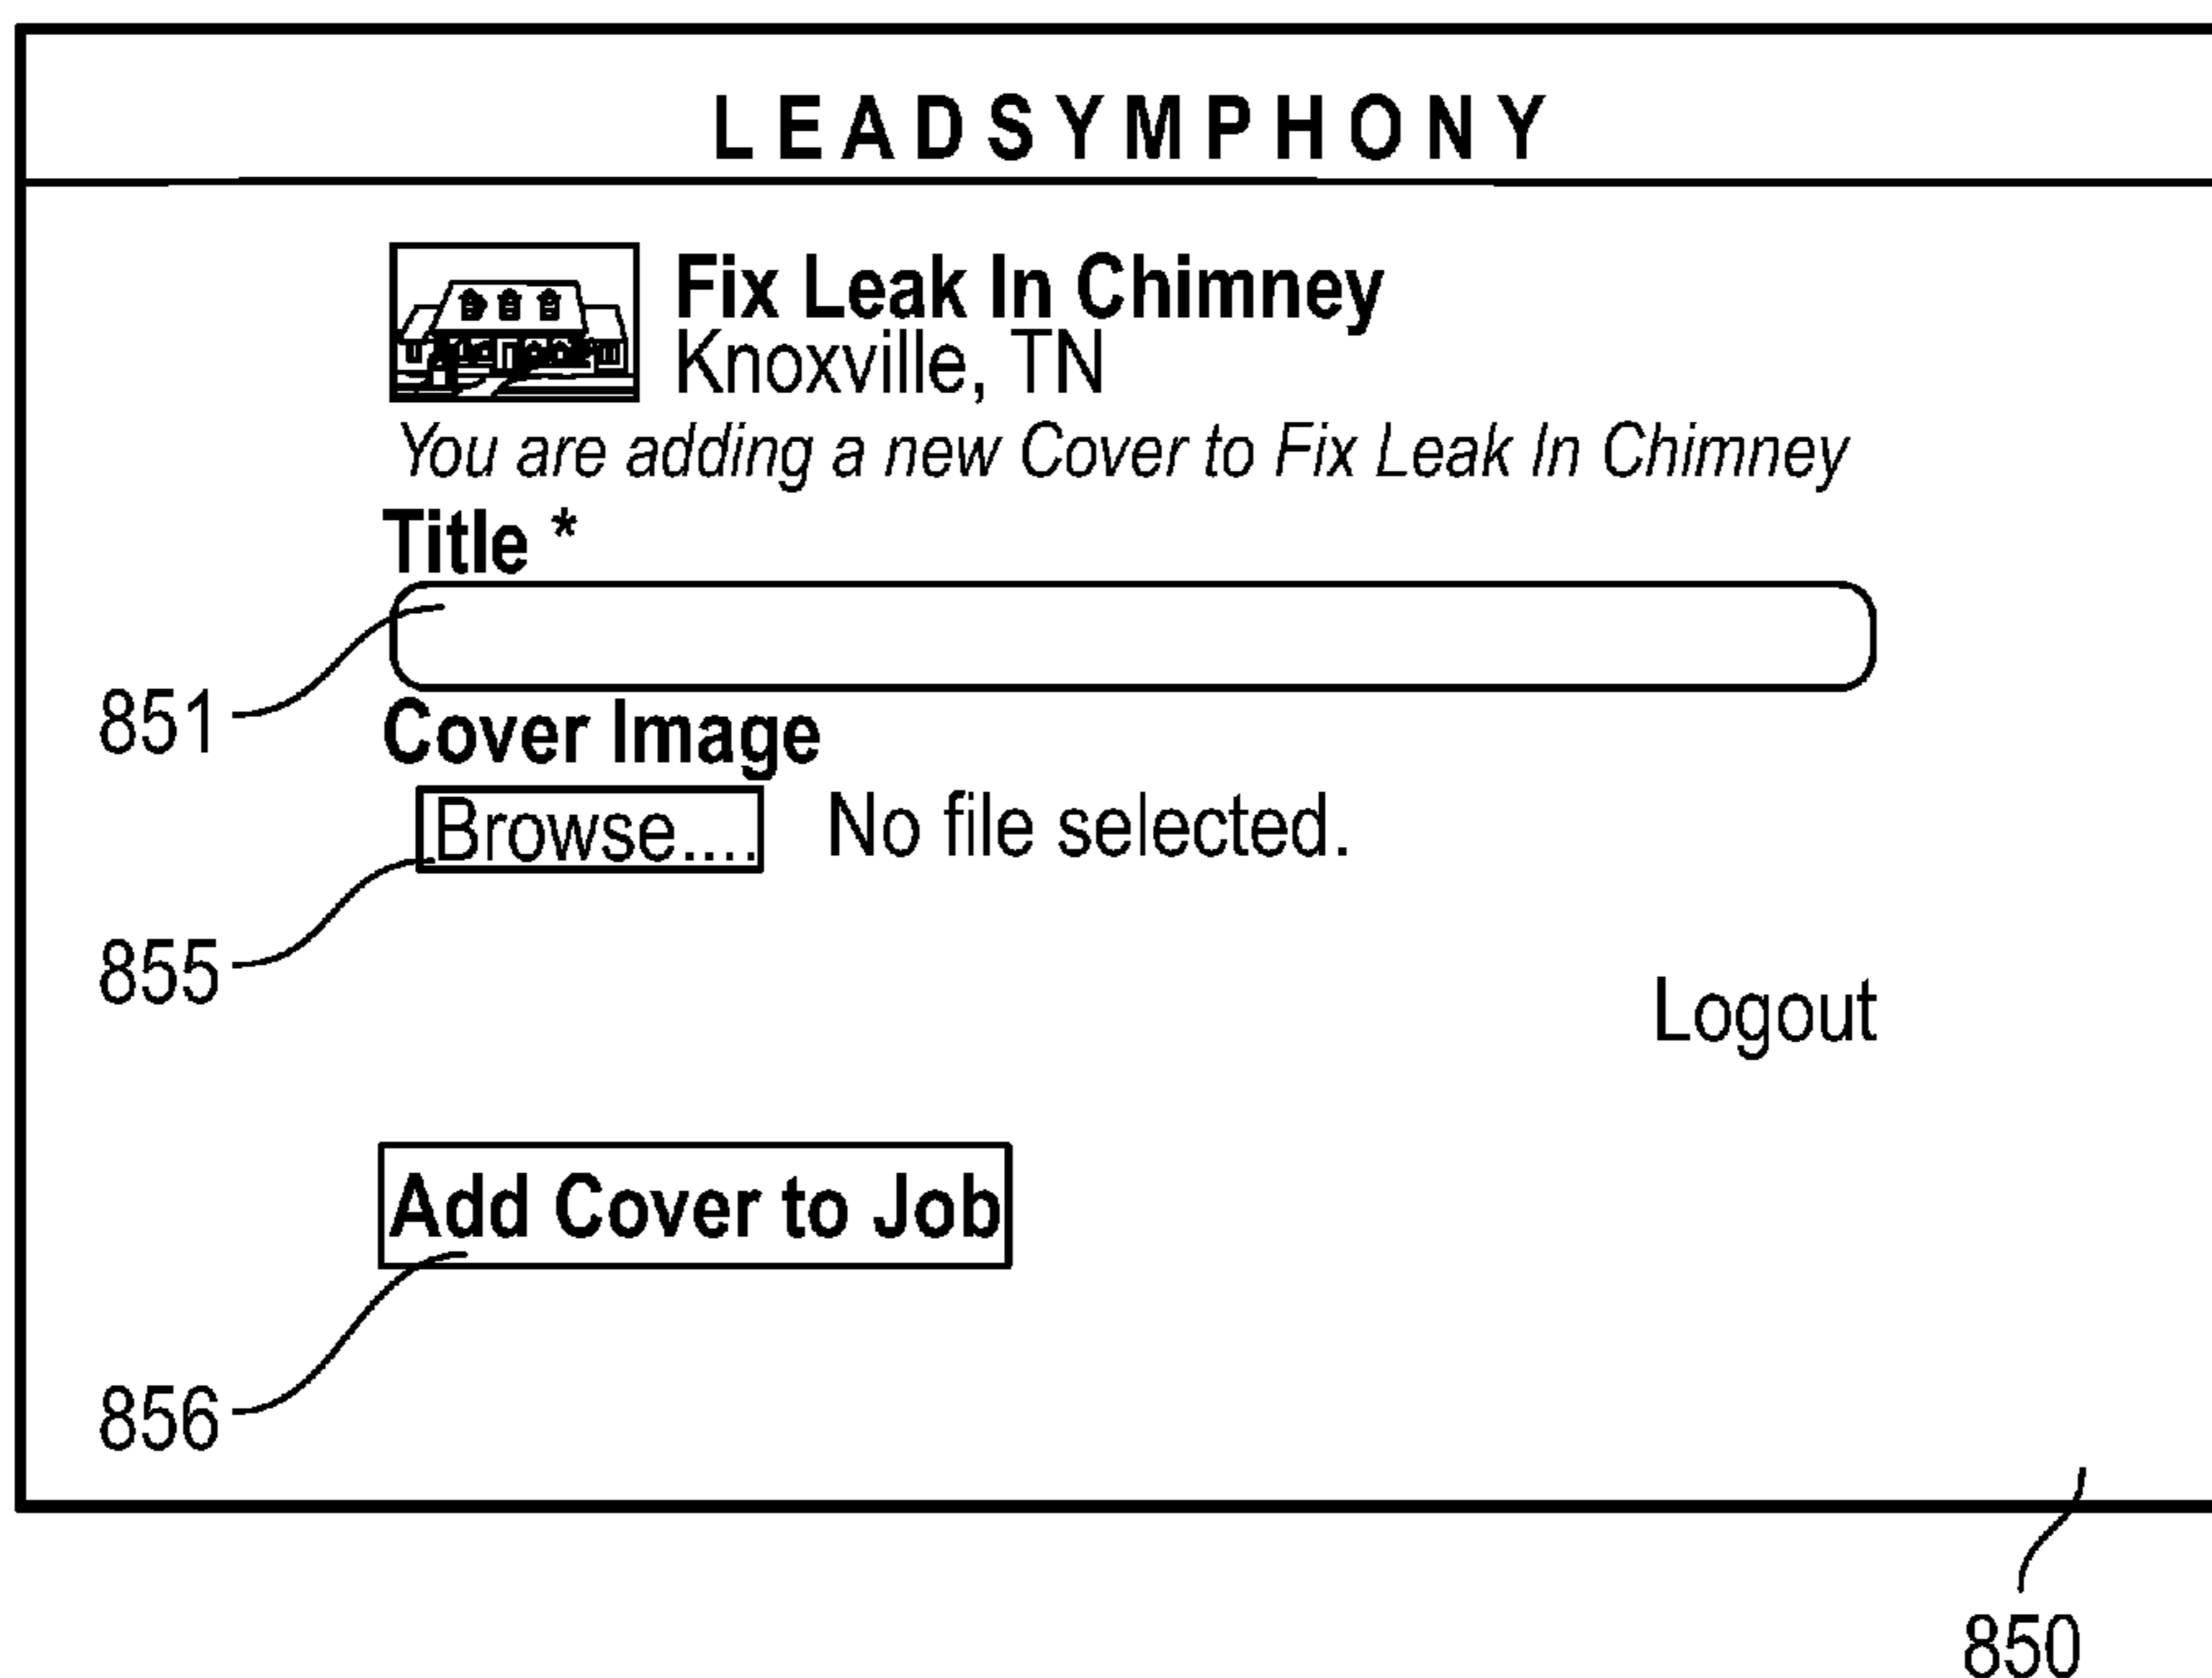 LEADSYMPHONY
Fix Leak In Chimney
Knoxville, TN
You are adding a new Cover to Fix Leak In Chimney
Title *
851
Cover Image
Browse.... No file selected.
855
Logout
Add Cover to Job
856
850